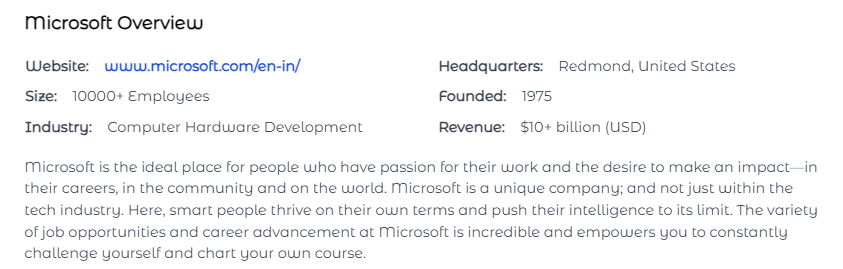 Microsoft Overview
Website: www.microsoft.com/en-in/ Headquarters: Redmond, United States
Size: 10000+ Employees Founded: 1975
Industry: Computer Hardware Development Revenue: $10+ billion (USD)
Microsoft is the ideal place for people who have passion for their work and the desire to make an impact—in
their careers, in the community and on the world. Microsoft is a unique company; and not just within the
tech industry. Here, smart people thrive on their own terms and push their intelligence to its limit. The variety
of job opportunities and career advancement at Microsoft is incredible and empowers you to constantly
challenge yourself and chart your own course.